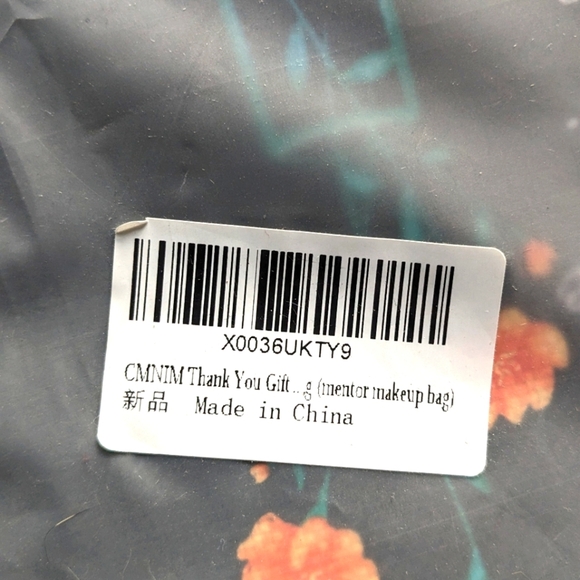 X0036UKTY9
CMNIM Thank You Gift...g (mentor makeup bag)
新品 Made in China